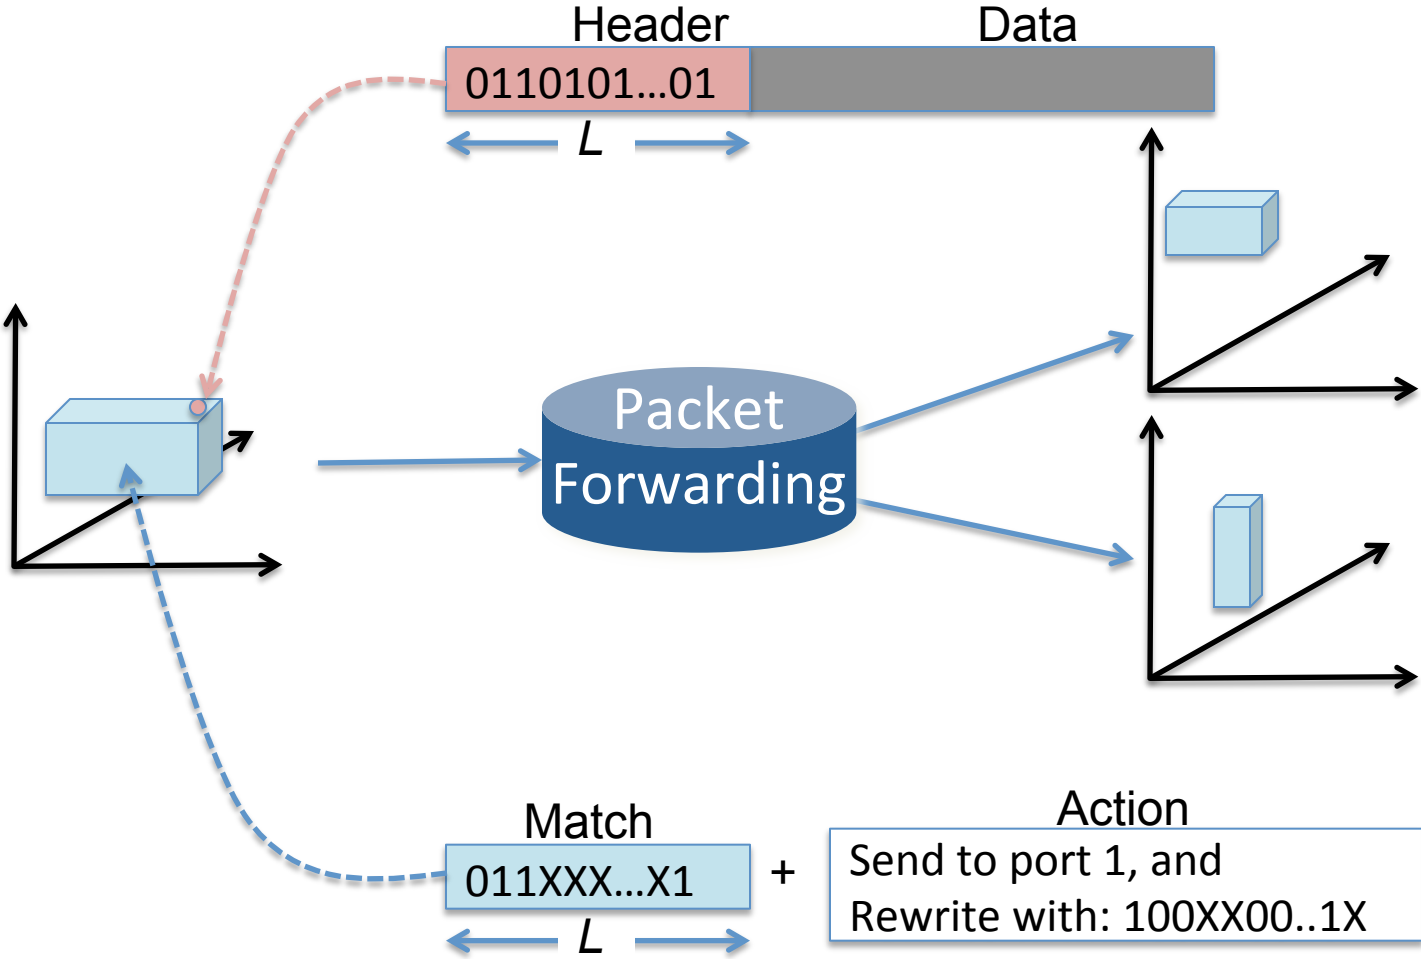 Header
Data
0110101...01
L
Packet
Forwarding
Match
Action
011XXX...X1
+
Send to port 1, and
Rewrite with: 100XX00..1X
L